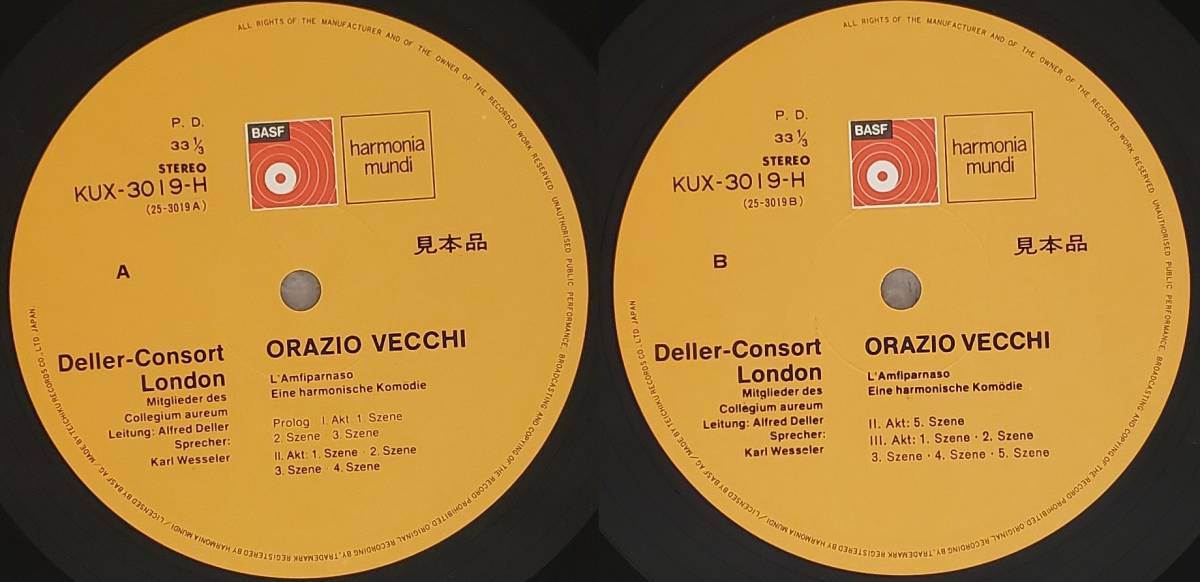 ALL RIGHTS OF THE MANUFACTURER AND OF THE OWNER OF THE RECORDED WORK RESERVED UNAUTHORISED PUBLIC PERFORMANCE, BROADCASTING AND COPYING OF THE RECORD PROHIBITED.
ORIGINAL RECORDING BY, TRADEMARK REGISTERED BY HARMONIA MUNDI/LICENSED BY BASF AG/MADE BY TEICHIKU RECORDS CO., LTD. JAPAN
P. D.
33 1/3
STEREO
KUX-3019-H
(25-3019A)
BASF
harmonia
mundi
見本品
A
Deller-Consort
London
Mitglieder des
Collegium aureum
Leitung: Alfred Deller
Sprecher:
Karl Wesseler
ORAZIO VECCHI
L'Amfiparnaso
Eine harmonische Komödie
Prolog I. Akt 1. Szene
2. Szene 3. Szene
II. Akt: 1. Szene · 2. Szene
3. Szene · 4. Szene
ALL RIGHTS OF THE MANUFACTURER AND OF THE OWNER OF THE RECORDED WORK RESERVED UNAUTHORISED PUBLIC PERFORMANCE, BROADCASTING AND COPYING OF THE RECORD PROHIBITED.
ORIGINAL RECORDING BY, TRADEMARK REGISTERED BY HARMONIA MUNDI/LICENSED BY BASF AG/MADE BY TEICHIKU RECORDS CO., LTD. JAPAN
P. D.
33 1/3
STEREO
KUX-3019-H
(25-3019B)
BASF
harmonia
mundi
見本品
B
Deller-Consort
London
Mitglieder des
Collegium aureum
Leitung: Alfred Deller
Sprecher:
Karl Wesseler
ORAZIO VECCHI
L'Amfiparnaso
Eine harmonische Komödie
II. Akt: 5. Szene
III. Akt: 1. Szene · 2. Szene
3. Szene · 4. Szene · 5. Szene